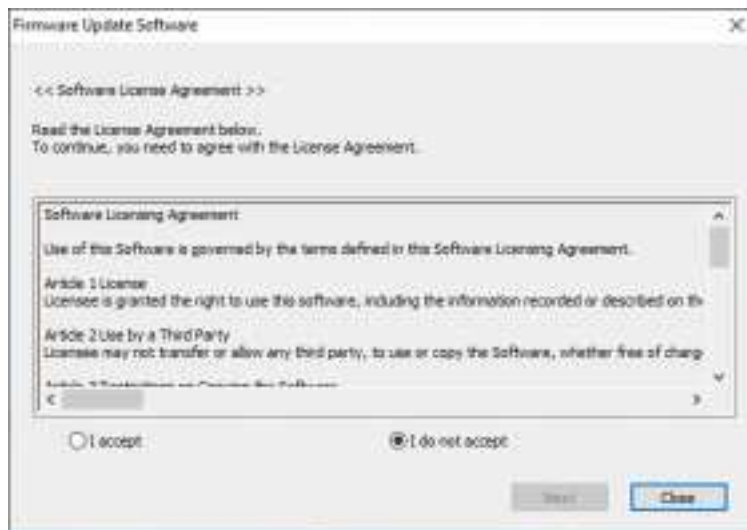 Firmware Update Software
<< Software License Agreement >>
Read the License Agreement below.
To continue, you need to agree with the License Agreement.
Software Licensing Agreement
Use of this Software is governed by the terms defined in this Software Licensing Agreement.
Article 1 License
Licensee is granted the right to use this software, including the information recorded or described on
Article 2 Use by a Third Party
Licensee may not transfer or allow any third party, to use or copy the Software, whether free of
I accept
I do not accept
Next
Close